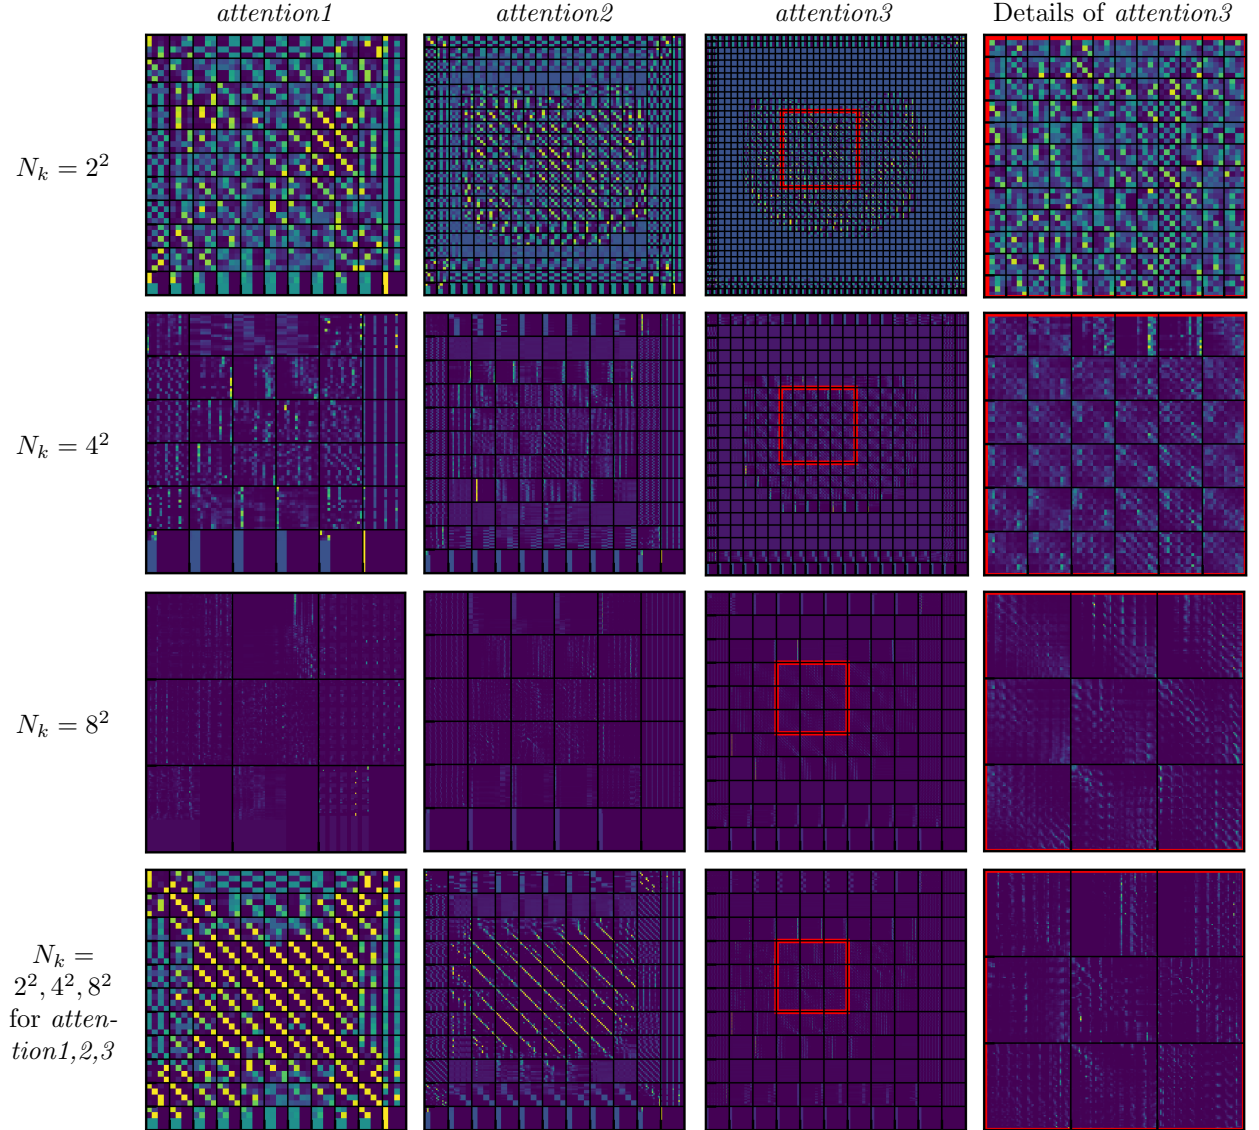 attention1 attention2 attention3 Details of attention3
N_k = 2^2
N_k = 4^2
N_k = 8^2
N_k =
2^2, 4^2, 8^2
for atten-
tion1,2,3